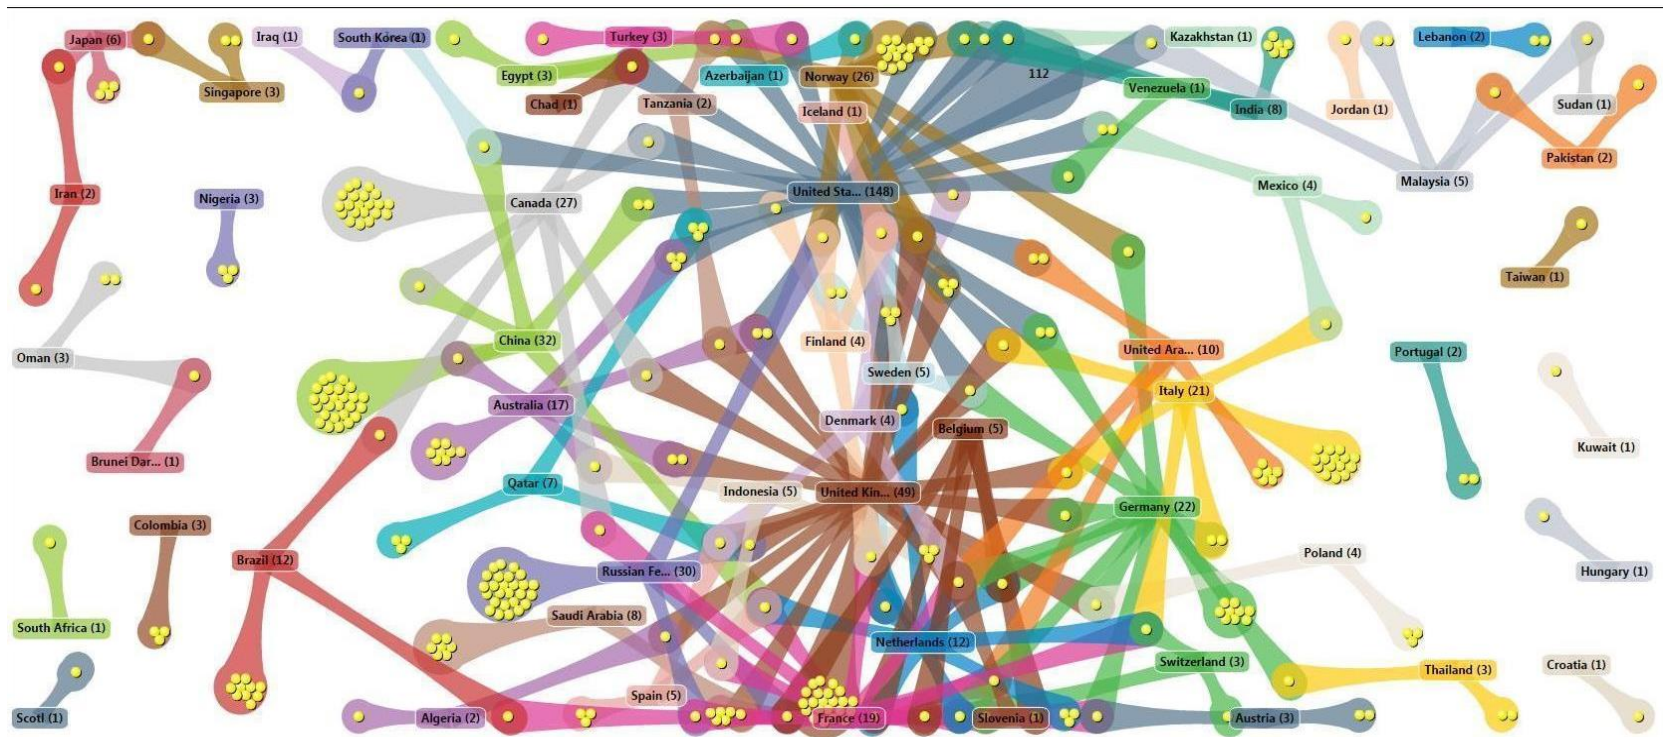 Japan (6)
Iraq (1)
South Korea (1)
Turkey (3)
Kazakhstan (1)
Lebanon (2)
Egypt (3)
Azerbaijan (1)
Norway (26)
112
Singapore (3)
Chad (1)
Tanzania (2)
Iceland (1)
Venezuela (1)
India (8)
Jordan (1)
Sudan (1)
Pakistan (2)
Iran (2)
Nigeria (3)
Canada (27)
United Sta... (148)
Mexico (4)
Malaysia (5)
Taiwan (1)
Oman (3)
China (32)
Finland (4)
United Ara... (10)
Portugal (2)
Sweden (5)
Italy (21)
Australia (17)
Denmark (4)
Belgium (5)
Kuwait (1)
Brunei Dar... (1)
Qatar (7)
Indonesia (5)
United Kin... (49)
Germany (22)
Colombia (3)
Brazil (12)
Russian Fe... (30)
Poland (4)
Hungary (1)
South Africa (1)
Saudi Arabia (8)
Netherlands (12)
Switzerland (3)
Thailand (3)
Croatia (1)
Spain (5)
Scotl (1)
Algeria (2)
France (19)
Slovenia (1)
Austria (3)